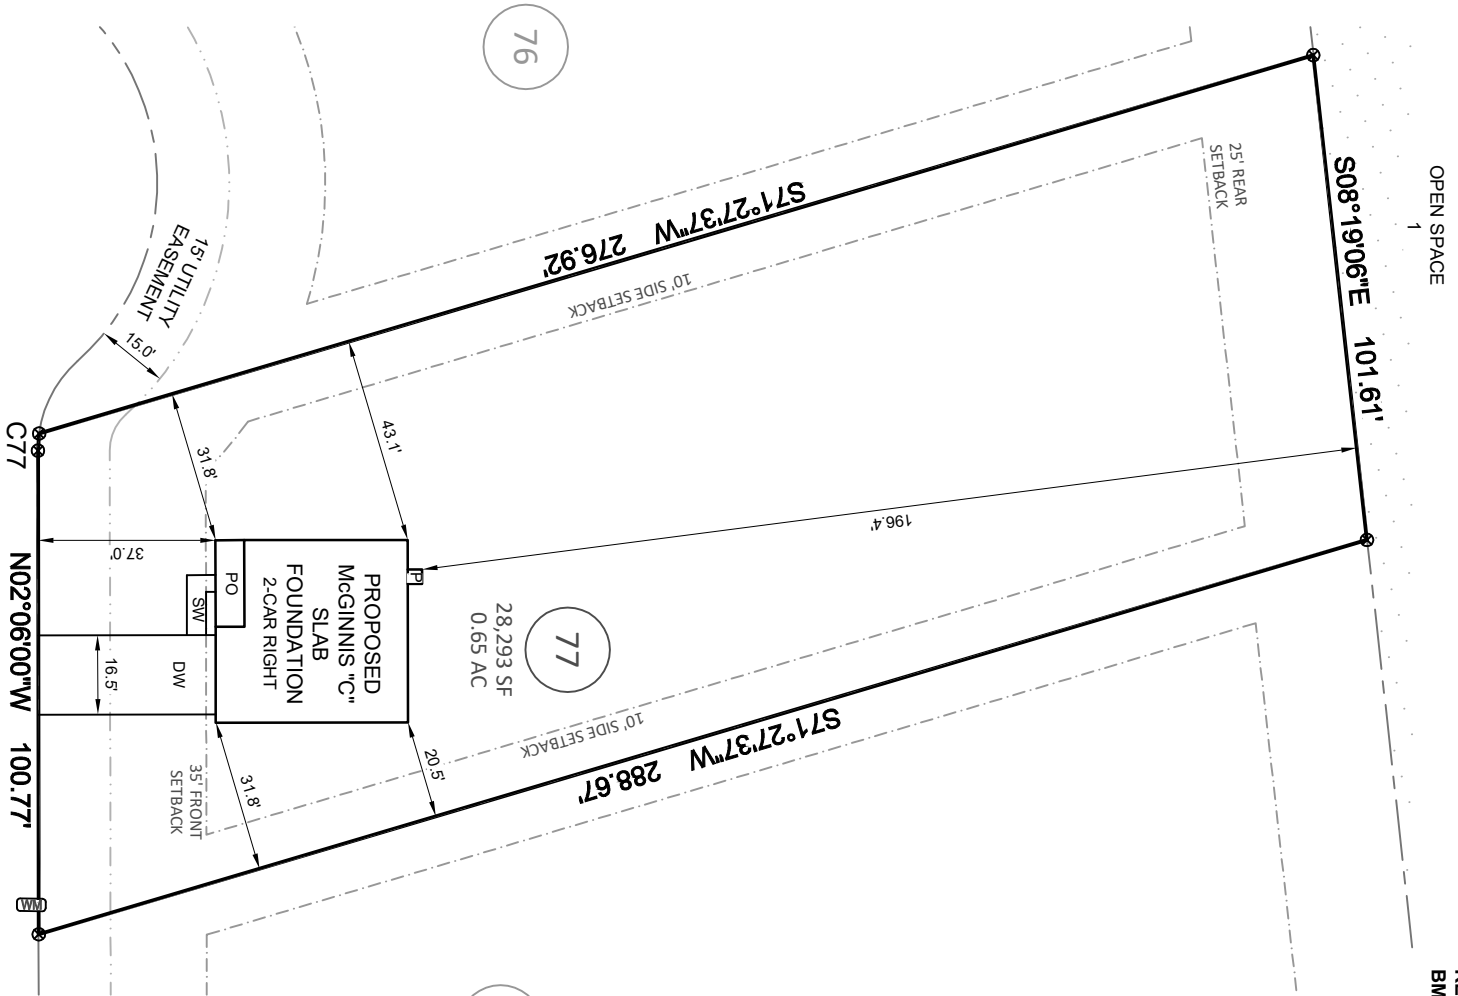 76
OPEN SPACE
1
25' REAR
SETBACK
S08°19'06"E 101.61'
S71°27'37"W 276.92'
10' SIDE SETBACK
15' UTILITY
EASEMENT
15.0'
43.1'
31.8'
196.4'
C77
37.0'
N02°06'00"W 100.77'
P
PO
SW
DW
16.5'
PROPOSED
McGINNIS "C"
SLAB
FOUNDATION
2-CAR RIGHT
77
28,293 SF
0.65 AC
10' SIDE SETBACK
S71°27'37"W 288.67'
20.5'
31.8'
35' FRONT
SETBACK
WM
BM